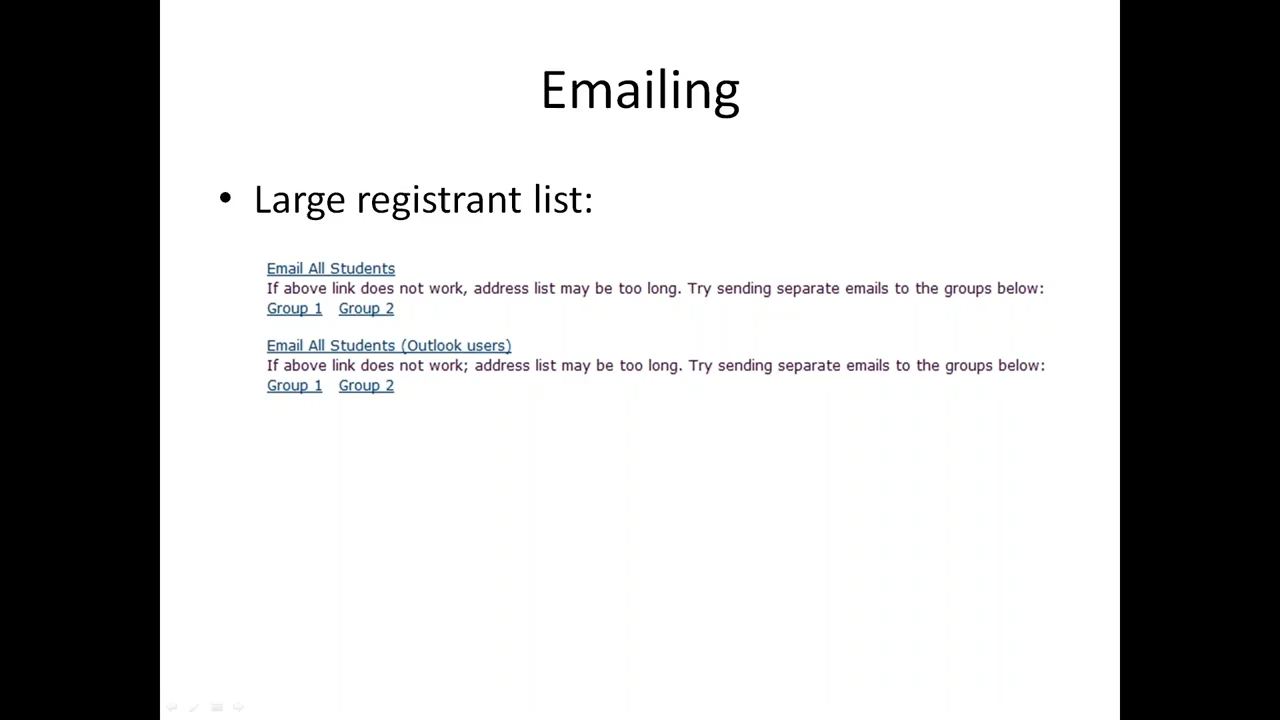 Emailing
• Large registrant list:
Email All Students
If above link does not work, address list may be too long. Try sending separate emails to the groups below:
Group 1 Group 2
Email All Students (Outlook users)
If above link does not work; address list may be too long. Try sending separate emails to the groups below:
Group 1 Group 2